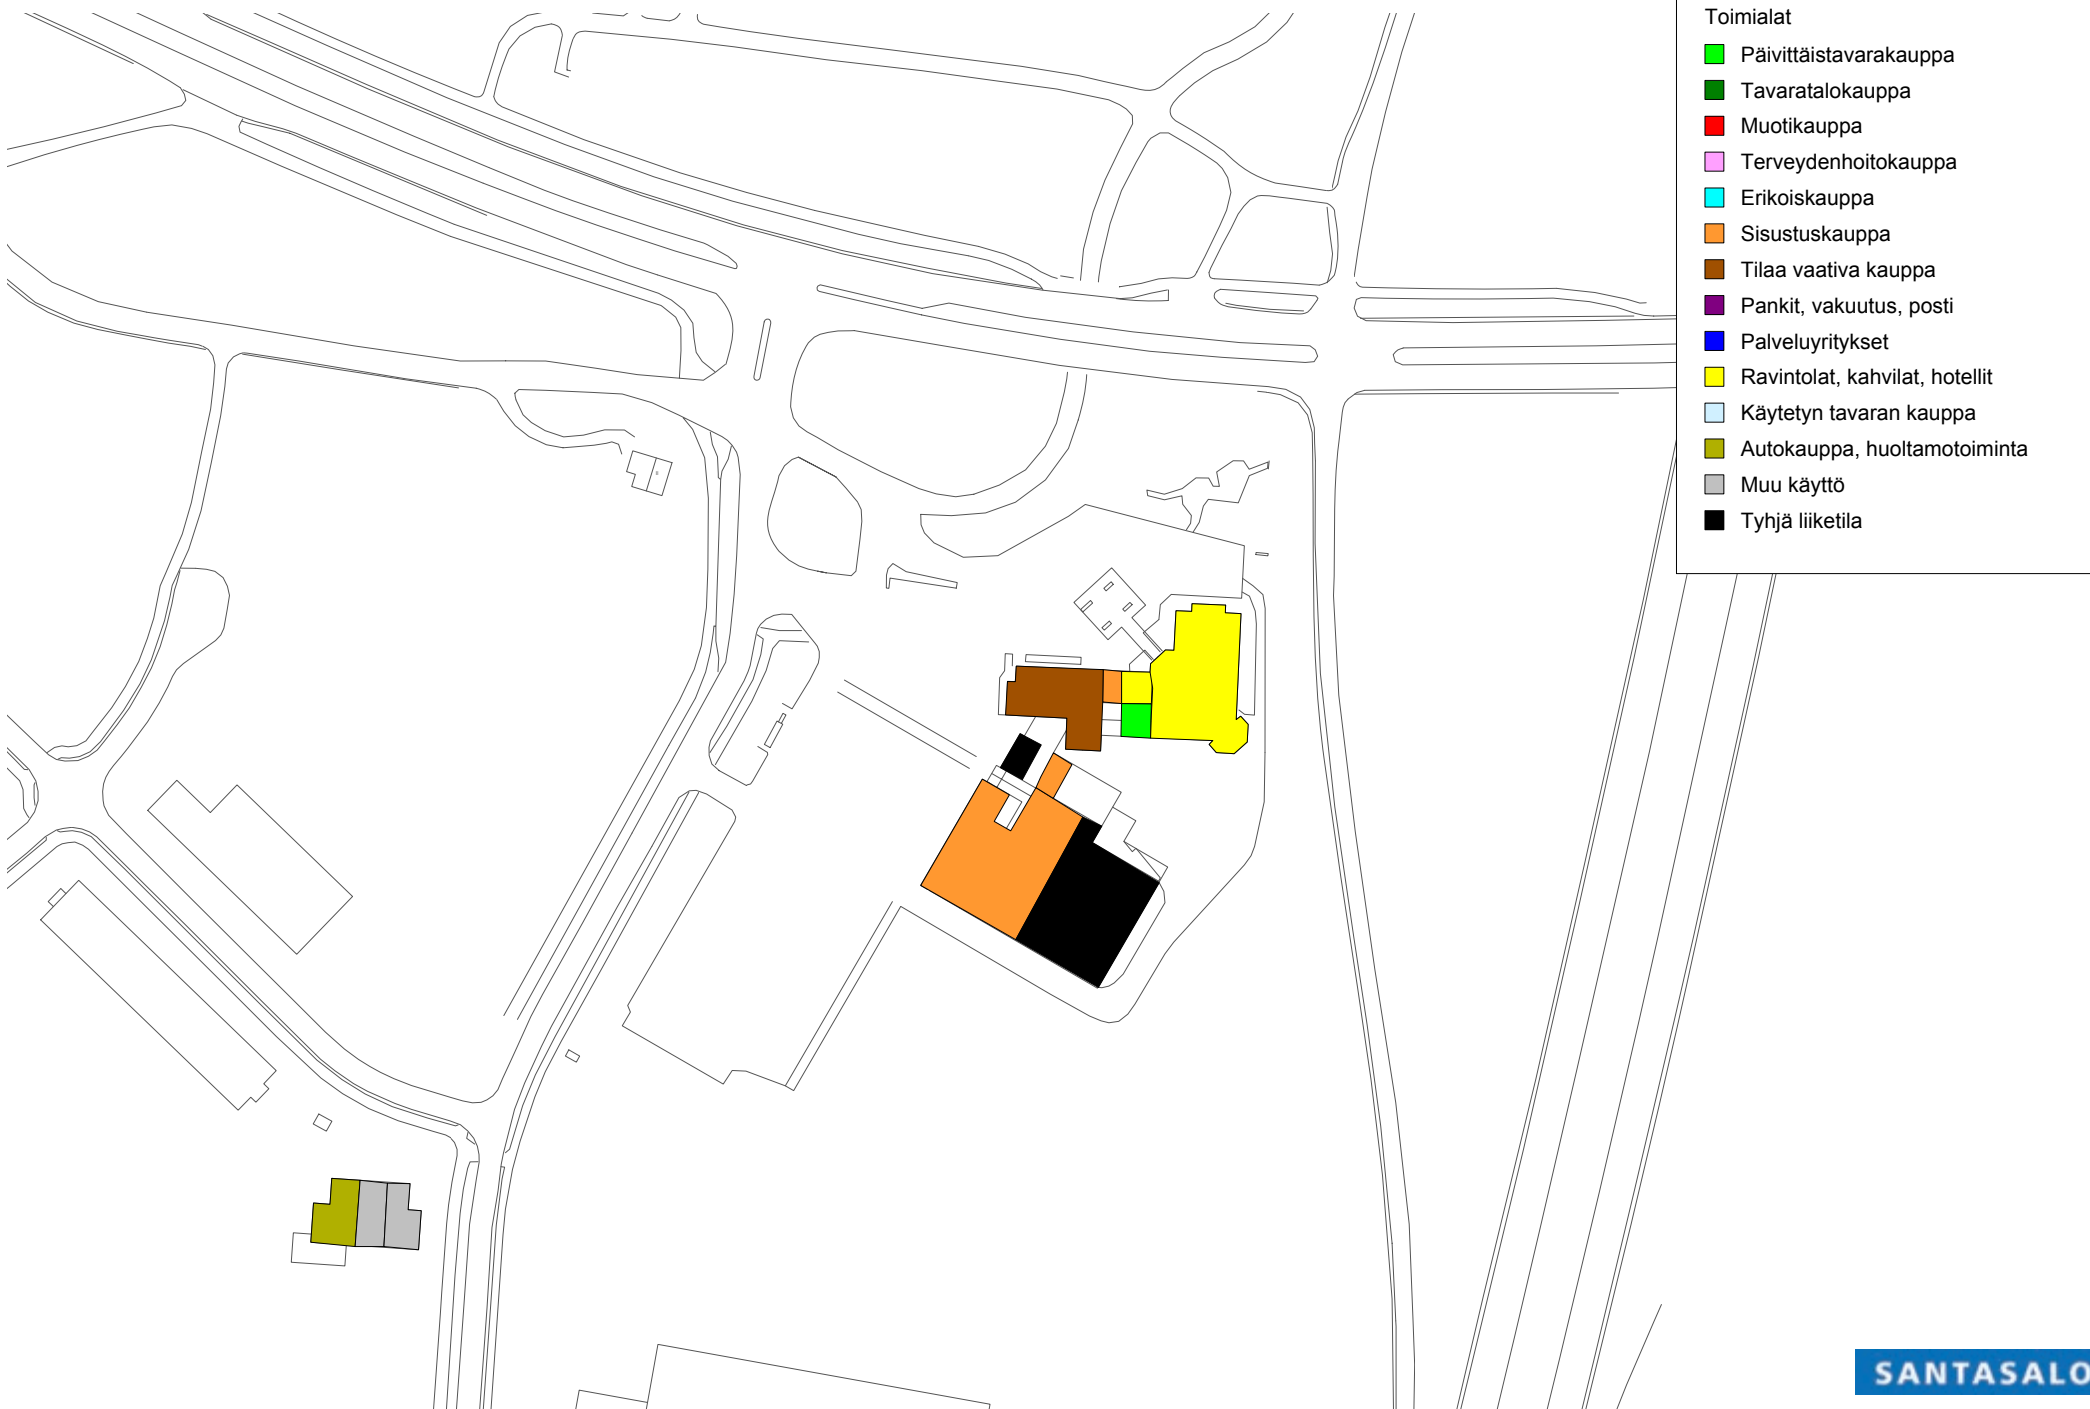 Toimialat
Päivittäistavarakauppa
Tavaratalokauppa
Muotikauppa
Terveydenhoitokauppa
Erikoiskauppa
Sisustuskauppa
Tilaa vaativa kauppa
Pankit, vakuutus, posti
Palveluyritykset
Ravintolat, kahvilat, hotellit
Käytetyn tavaran kauppa
Autokauppa, huoltamotoiminta
Muu käyttö
Tyhjä liiketila
SANTASALO